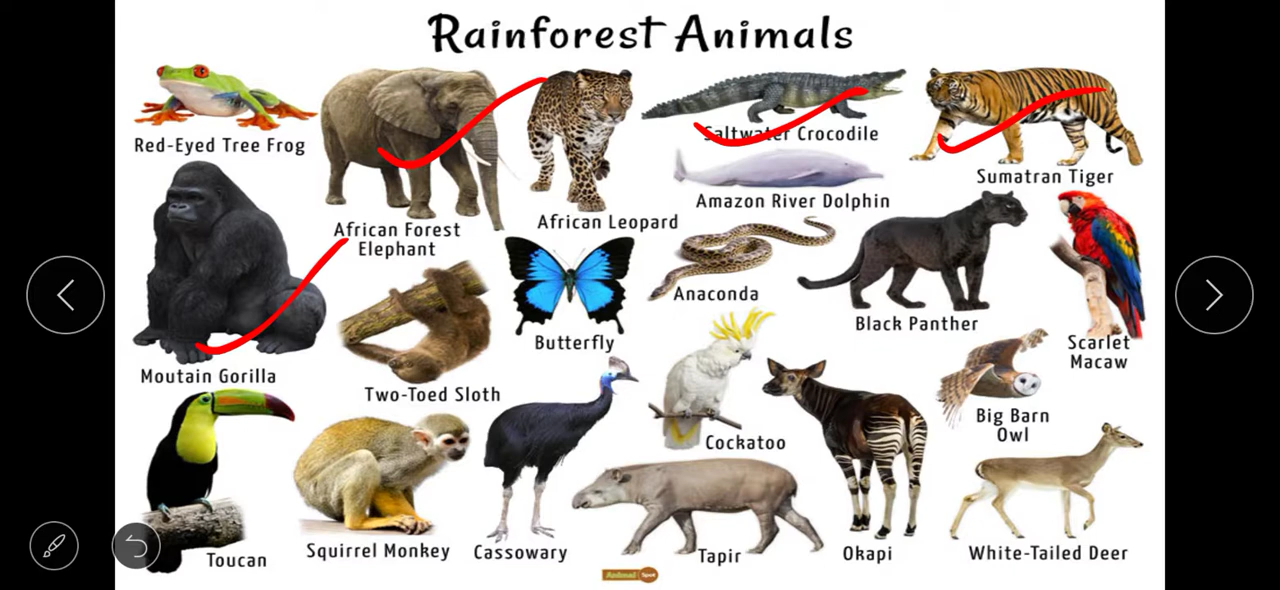 Rainforest Animals
Red-Eyed Tree Frog
African Forest
Elephant
African Leopard
Saltwater Crocodile
Amazon River Dolphin
Sumatran Tiger
Moutain Gorilla
Two-Toed Sloth
Butterfly
Anaconda
Black Panther
Scarlet
Macaw
Toucan
Squirrel Monkey
Cassowary
Cockatoo
Tapir
Okapi
Big Barn
Owl
White-Tailed Deer
Animal Spot